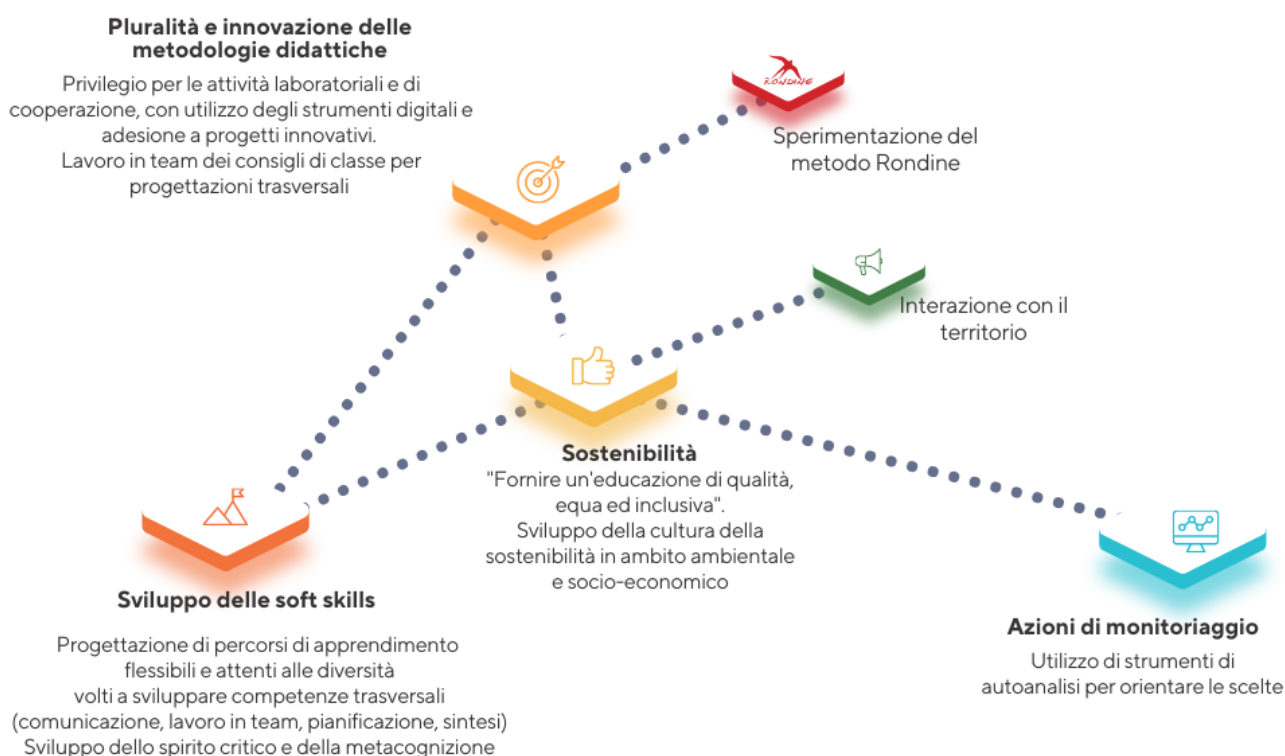 Pluralità e innovazione delle
metodologie didattiche
Privilegio per le attività laboratoriali e di
cooperazione, con utilizzo degli strumenti digitali e
adesione a progetti innovativi.
Lavoro in team dei consigli di classe per
progettazioni trasversali
RONDINE
Sperimentazione del
metodo Rondine
Interazione con il
territorio
Sostenibilità
"Fornire un'educazione di qualità,
equa ed inclusiva".
Sviluppo della cultura della
sostenibilità in ambito ambientale
e socio-economico
Sviluppo delle soft skills
Progettazione di percorsi di apprendimento
flessibili e attenti alle diversità
volti a sviluppare competenze trasversali
(comunicazione, lavoro in team, pianificazione, sintesi)
Sviluppo dello spirito critico e della metacognizione
Azioni di monitoriaggio
Utilizzo di strumenti di
autoanalisi per orientare le scelte